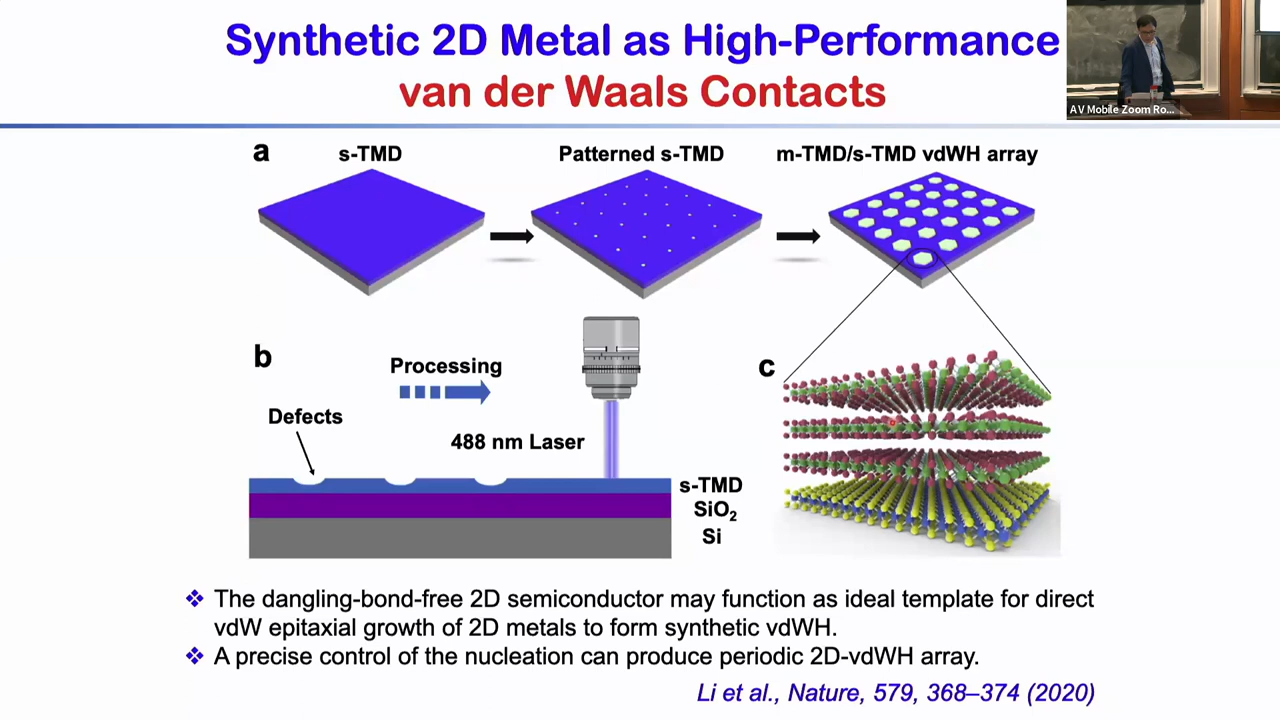 Synthetic 2D Metal as High-Performance
van der Waals Contacts
AV Mobile Zoom Ro...
a
s-TMD
Patterned s-TMD
m-TMD/s-TMD vdWH array
b
Processing
Defects
488 nm Laser
s-TMD
SiO₂
Si
c
❖ The dangling-bond-free 2D semiconductor may function as ideal template for direct
vdW epitaxial growth of 2D metals to form synthetic vdWH.
❖ A precise control of the nucleation can produce periodic 2D-vdWH array.
Li et al., Nature, 579, 368–374 (2020)